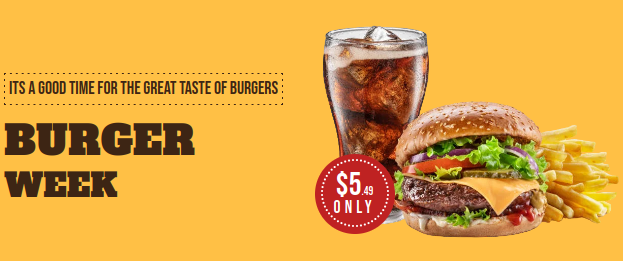 ITS A GOOD TIME FOR THE GREAT TASTE OF BURGERS
BURGER
WEEK
$5.49
ONLY